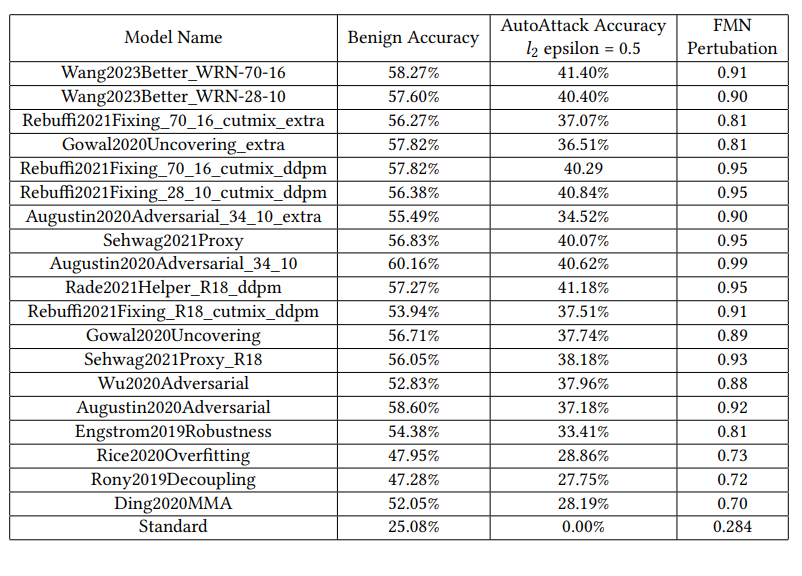 Model Name Benign Accuracy AutoAttack Accuracy l2 epsilon = 0.5 FMN Pertubation
Wang2023Better_WRN-70-16 58.27% 41.40% 0.91
Wang2023Better_WRN-28-10 57.60% 40.40% 0.90
Rebuffi2021Fixing_70_16_cutmix_extra 56.27% 37.07% 0.81
Gowal2020Uncovering_extra 57.82% 36.51% 0.81
Rebuffi2021Fixing_70_16_cutmix_ddpm 57.82% 40.29 0.95
Rebuffi2021Fixing_28_10_cutmix_ddpm 56.38% 40.84% 0.95
Augustin2020Adversarial_34_10_extra 55.49% 34.52% 0.90
Sehwag2021Proxy 56.83% 40.07% 0.95
Augustin2020Adversarial_34_10 60.16% 40.62% 0.99
Rade2021Helper_R18_ddpm 57.27% 41.18% 0.95
Rebuffi2021Fixing_R18_cutmix_ddpm 53.94% 37.51% 0.91
Gowal2020Uncovering 56.71% 37.74% 0.89
Sehwag2021Proxy_R18 56.05% 38.18% 0.93
Wu2020Adversarial 52.83% 37.96% 0.88
Augustin2020Adversarial 58.60% 37.18% 0.92
Engstrom2019Robustness 54.38% 33.41% 0.81
Rice2020Overfitting 47.95% 28.86% 0.73
Rony2019Decoupling 47.28% 27.75% 0.72
Ding2020MMA 52.05% 28.19% 0.70
Standard 25.08% 0.00% 0.284